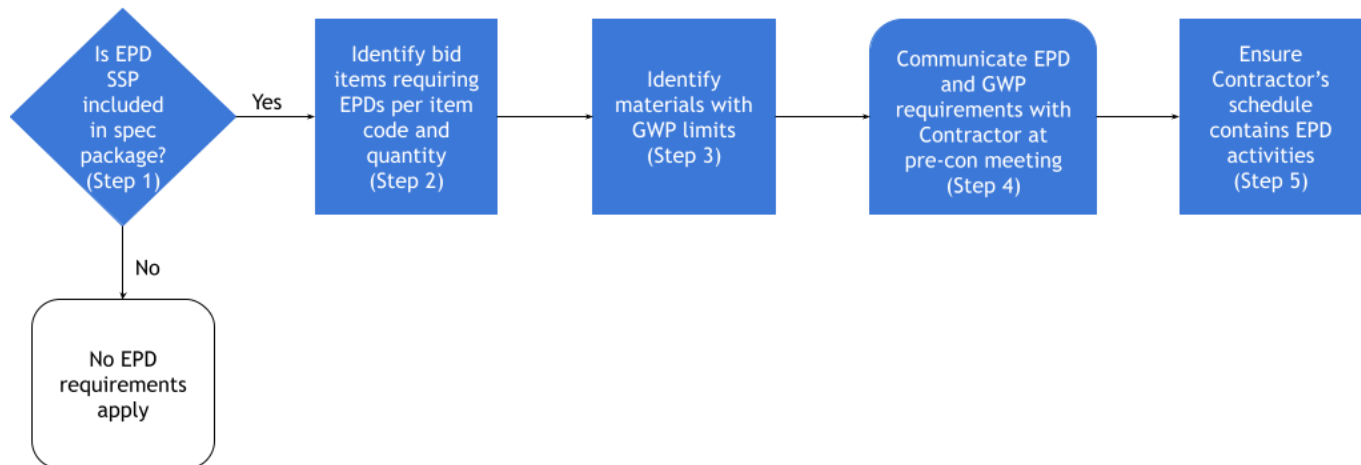 Is EPD
SSP
included
in spec
package?
(Step 1)
Yes
Identify bid
items requiring
EPDs per item
code and
quantity
(Step 2)
Identify
materials with
GWP limits
(Step 3)
Communicate EPD
and GWP
requirements with
Contractor at
pre-con meeting
(Step 4)
Ensure
Contractor's
schedule
contains EPD
activities
(Step 5)
No
No EPD
requirements
apply